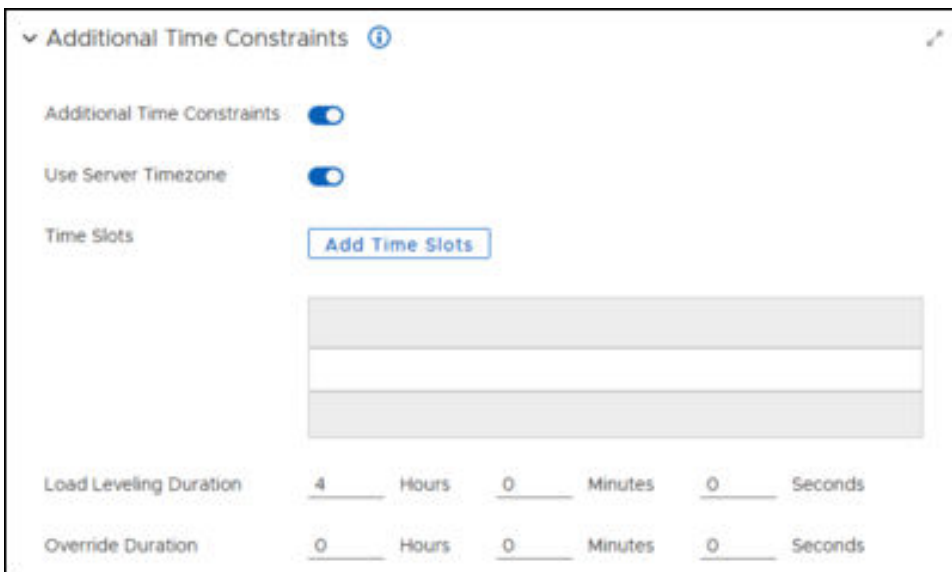 Additional Time Constraints
Additional Time Constraints
Use Server Timezone
Time Slots Add Time Slots
Load Leveling Duration 4 Hours 0 Minutes 0 Seconds
Override Duration 0 Hours 0 Minutes 0 Seconds